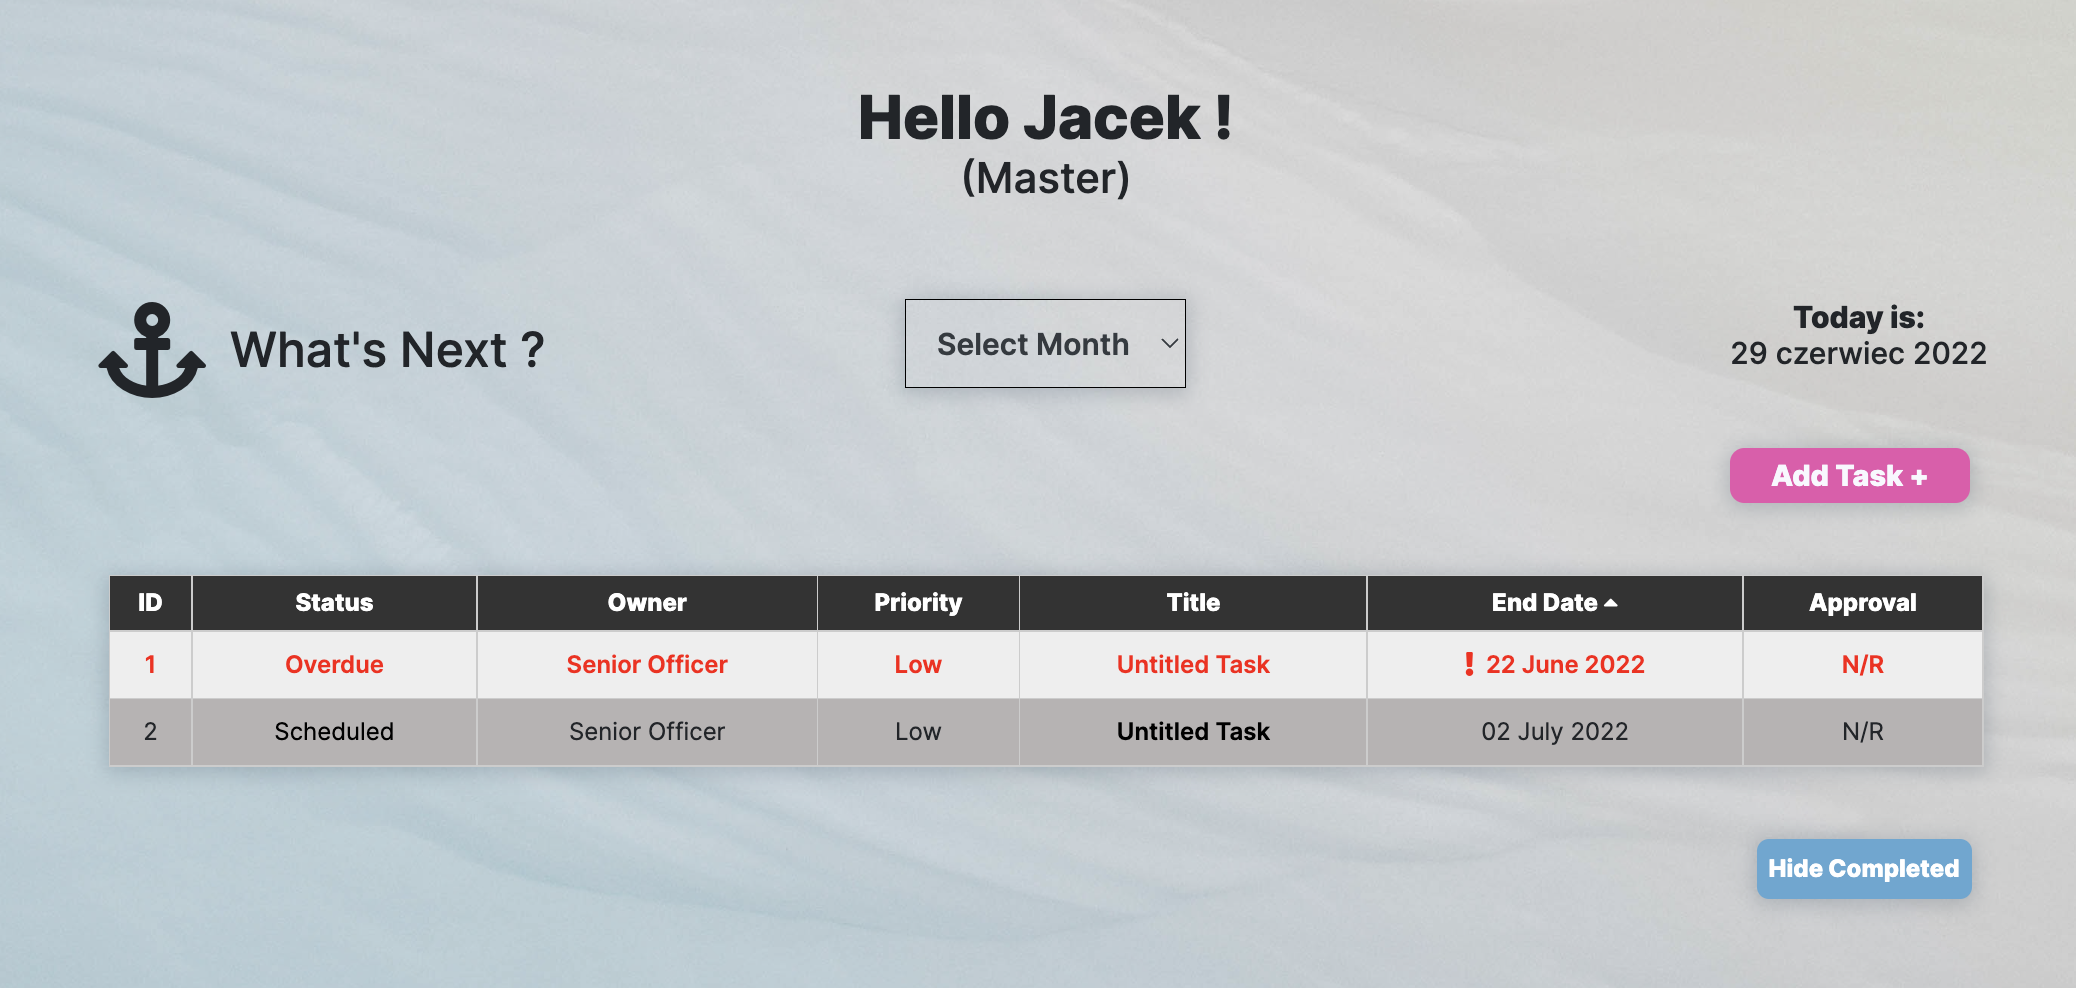 Hello Jacek !
(Master)
What's Next ?
Select Month
Today is:
29 czerwiec 2022
Add Task +
ID Status Owner Priority Title End Date Approval
1 Overdue Senior Officer Low Untitled Task ! 22 June 2022 N/R
2 Scheduled Senior Officer Low Untitled Task 02 July 2022 N/R
Hide Completed